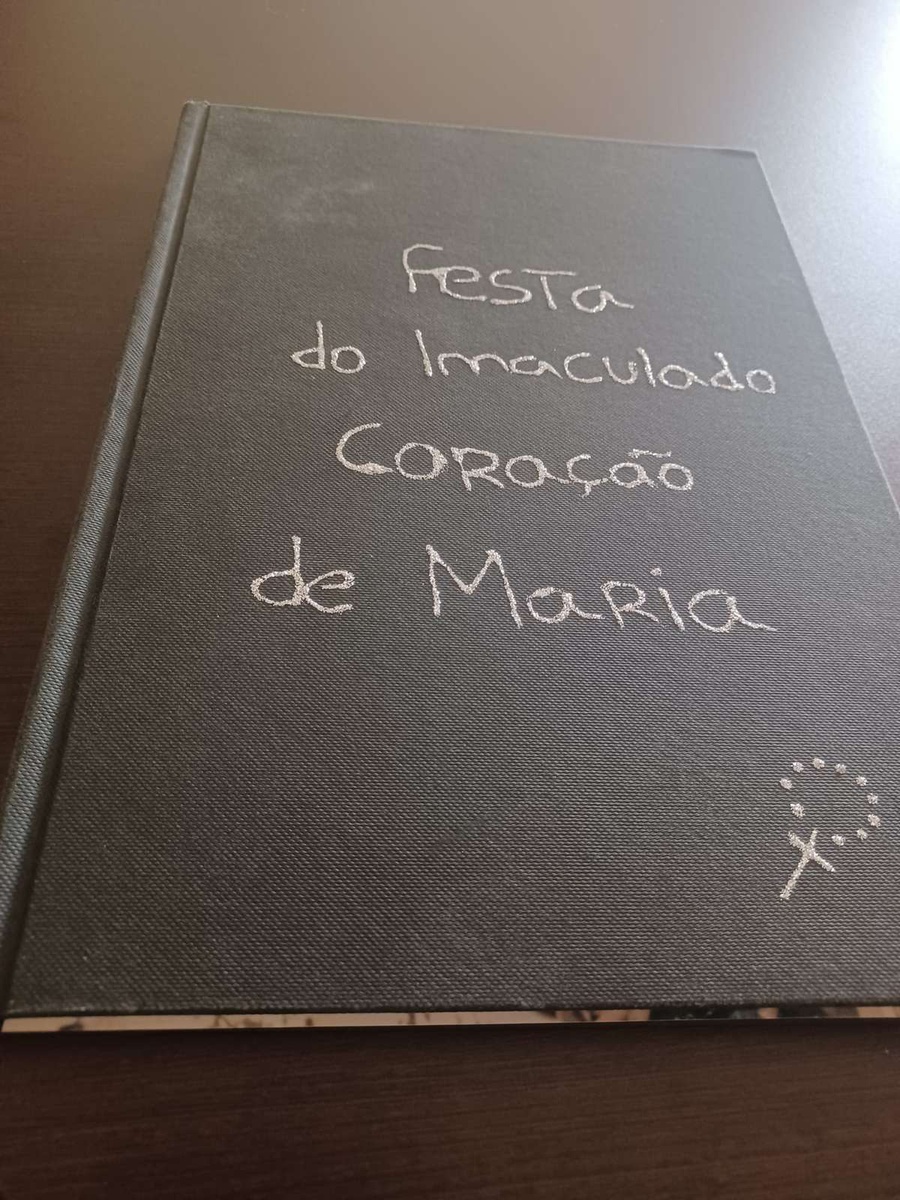 Festa
do Imaculado
Coração
de Maria